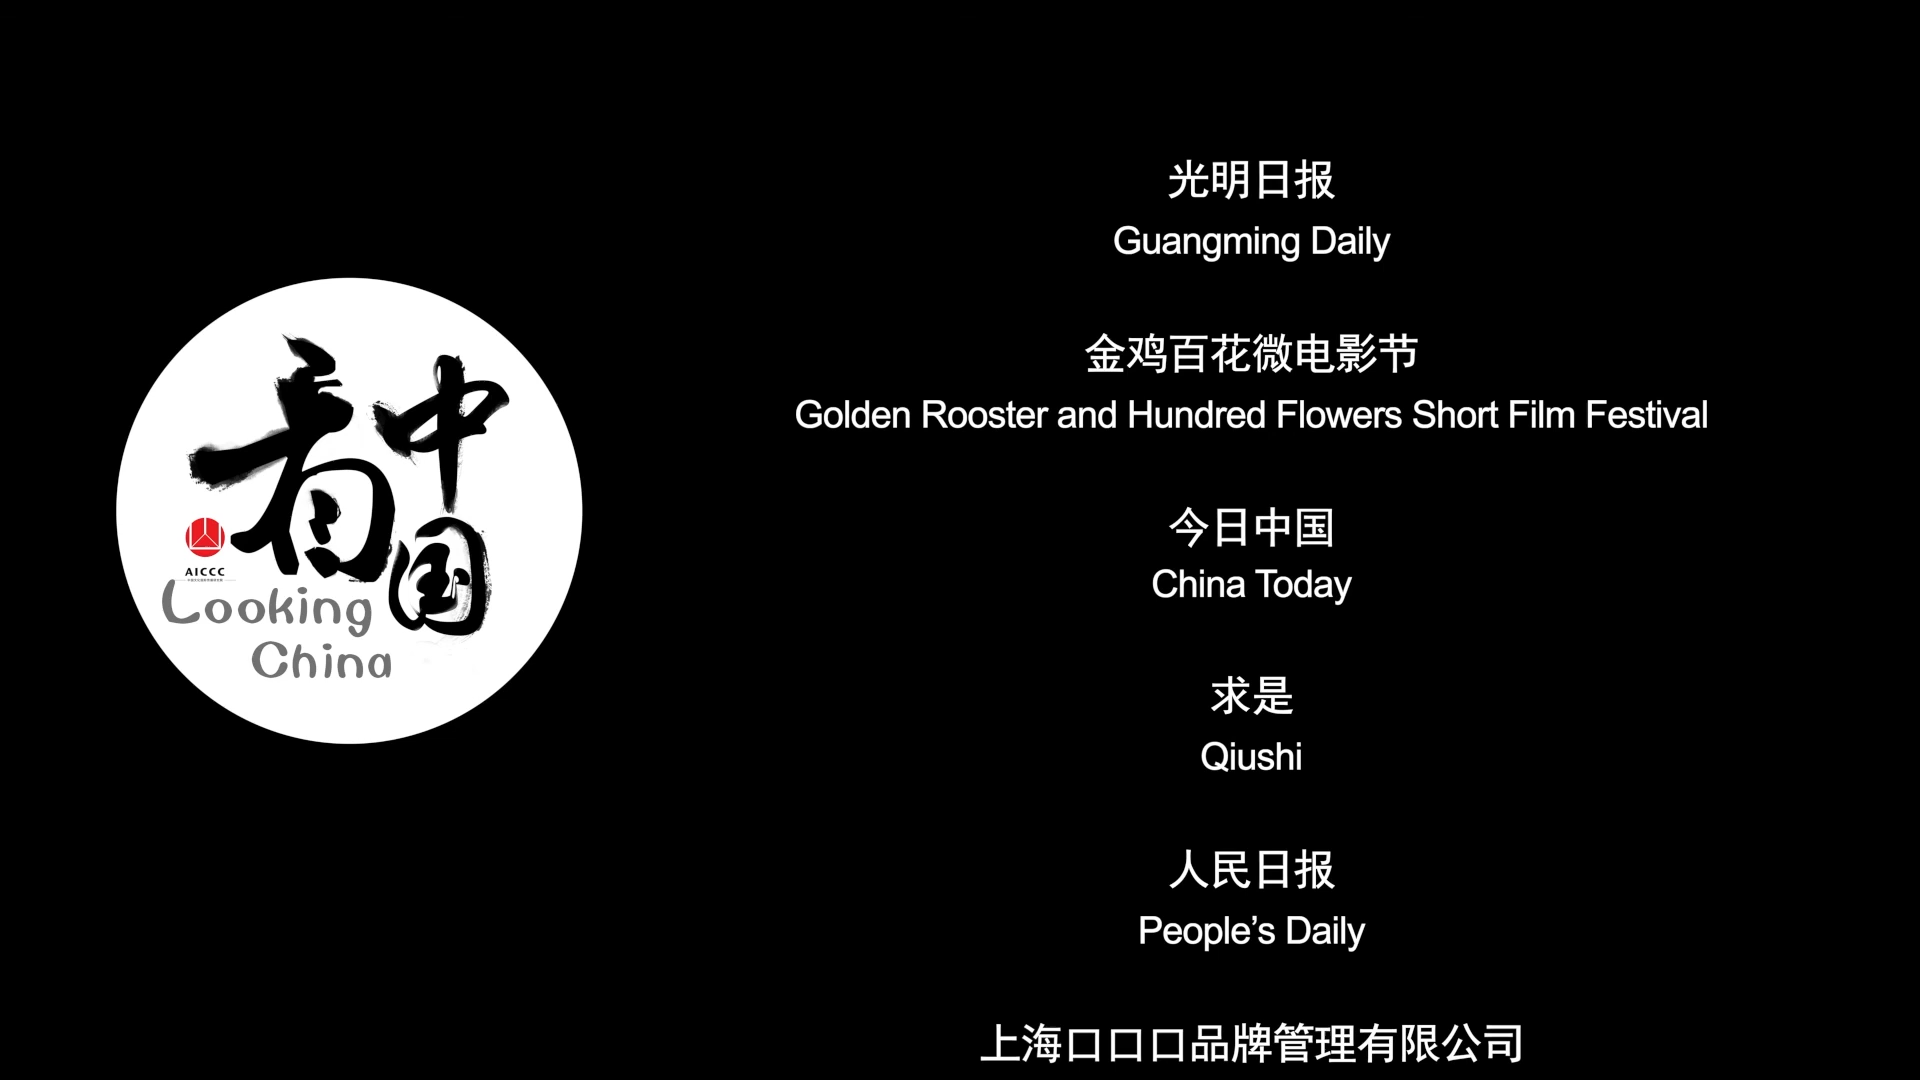 看中国
AICCC
Looking
China
光明日报
Guangming Daily
金鸡百花微电影节
Golden Rooster and Hundred Flowers Short Film Festival
今日中国
China Today
求是
Qiushi
人民日报
People’s Daily
上海口口口品牌管理有限公司